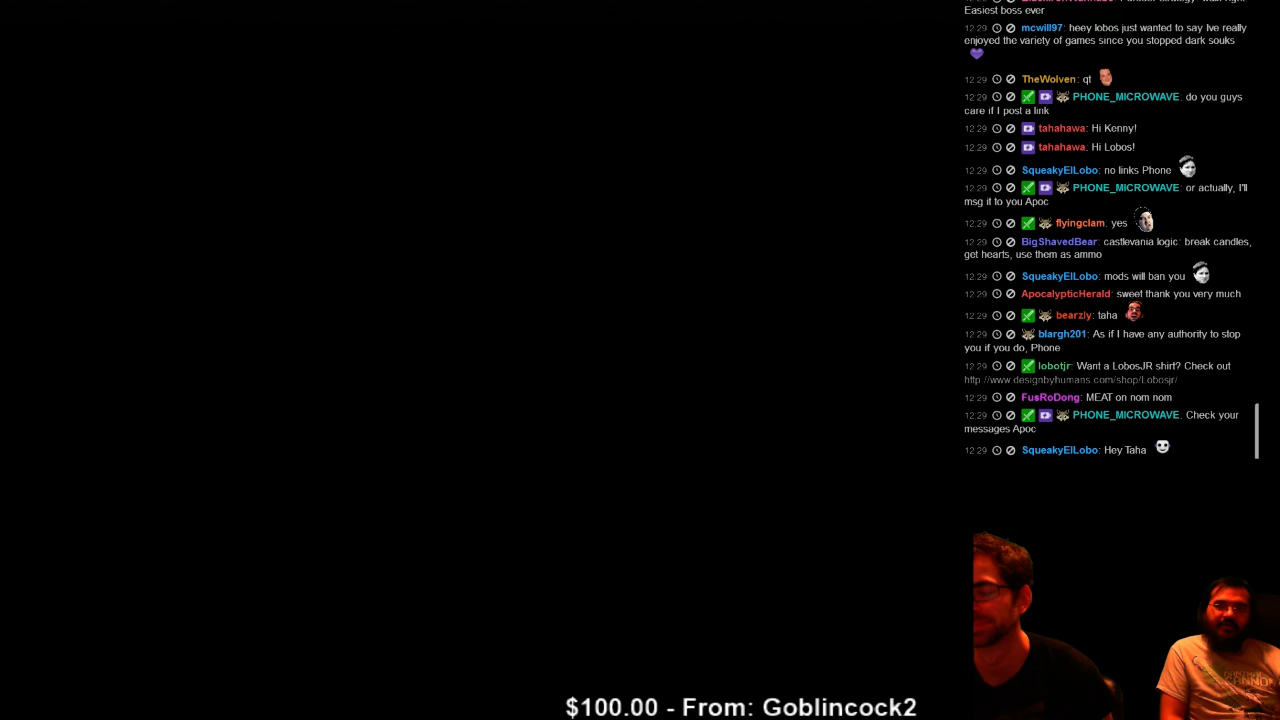 Easiest boss ever
12:29 mcwill97: heey lobos just wanted to say Ive really
enjoyed the variety of games since you stopped dark souks
12:29 TheWolven: qt
12:29 PHONE_MICROWAVE: do you guys
care if I post a link
12:29 tahahawa: Hi Kenny!
12:29 tahahawa: Hi Lobos!
12:29 SqueakyElLobo: no links Phone
12:29 PHONE_MICROWAVE: or actually, I'll
msg it to you Apoc
12:29 flyingclam: yes
12:29 BigShavedBear: castlevania logic: break candles,
get hearts, use them as ammo
12:29 SqueakyElLobo: mods will ban you
12:29 ApocalypticHerald: sweet thank you very much
12:29 bearzly: taha
12:29 blargh201: As if I have any authority to stop
you if you do, Phone
12:29 lobotjr: Want a LobosJR shirt? Check out
http://www.designbyhumans.com/shop/Lobosjr/
12:29 FusRoDong: MEAT on nom nom
12:29 PHONE_MICROWAVE: Check your
messages Apoc
12:29 SqueakyElLobo: Hey Taha
$100.00 - From: Goblincock2